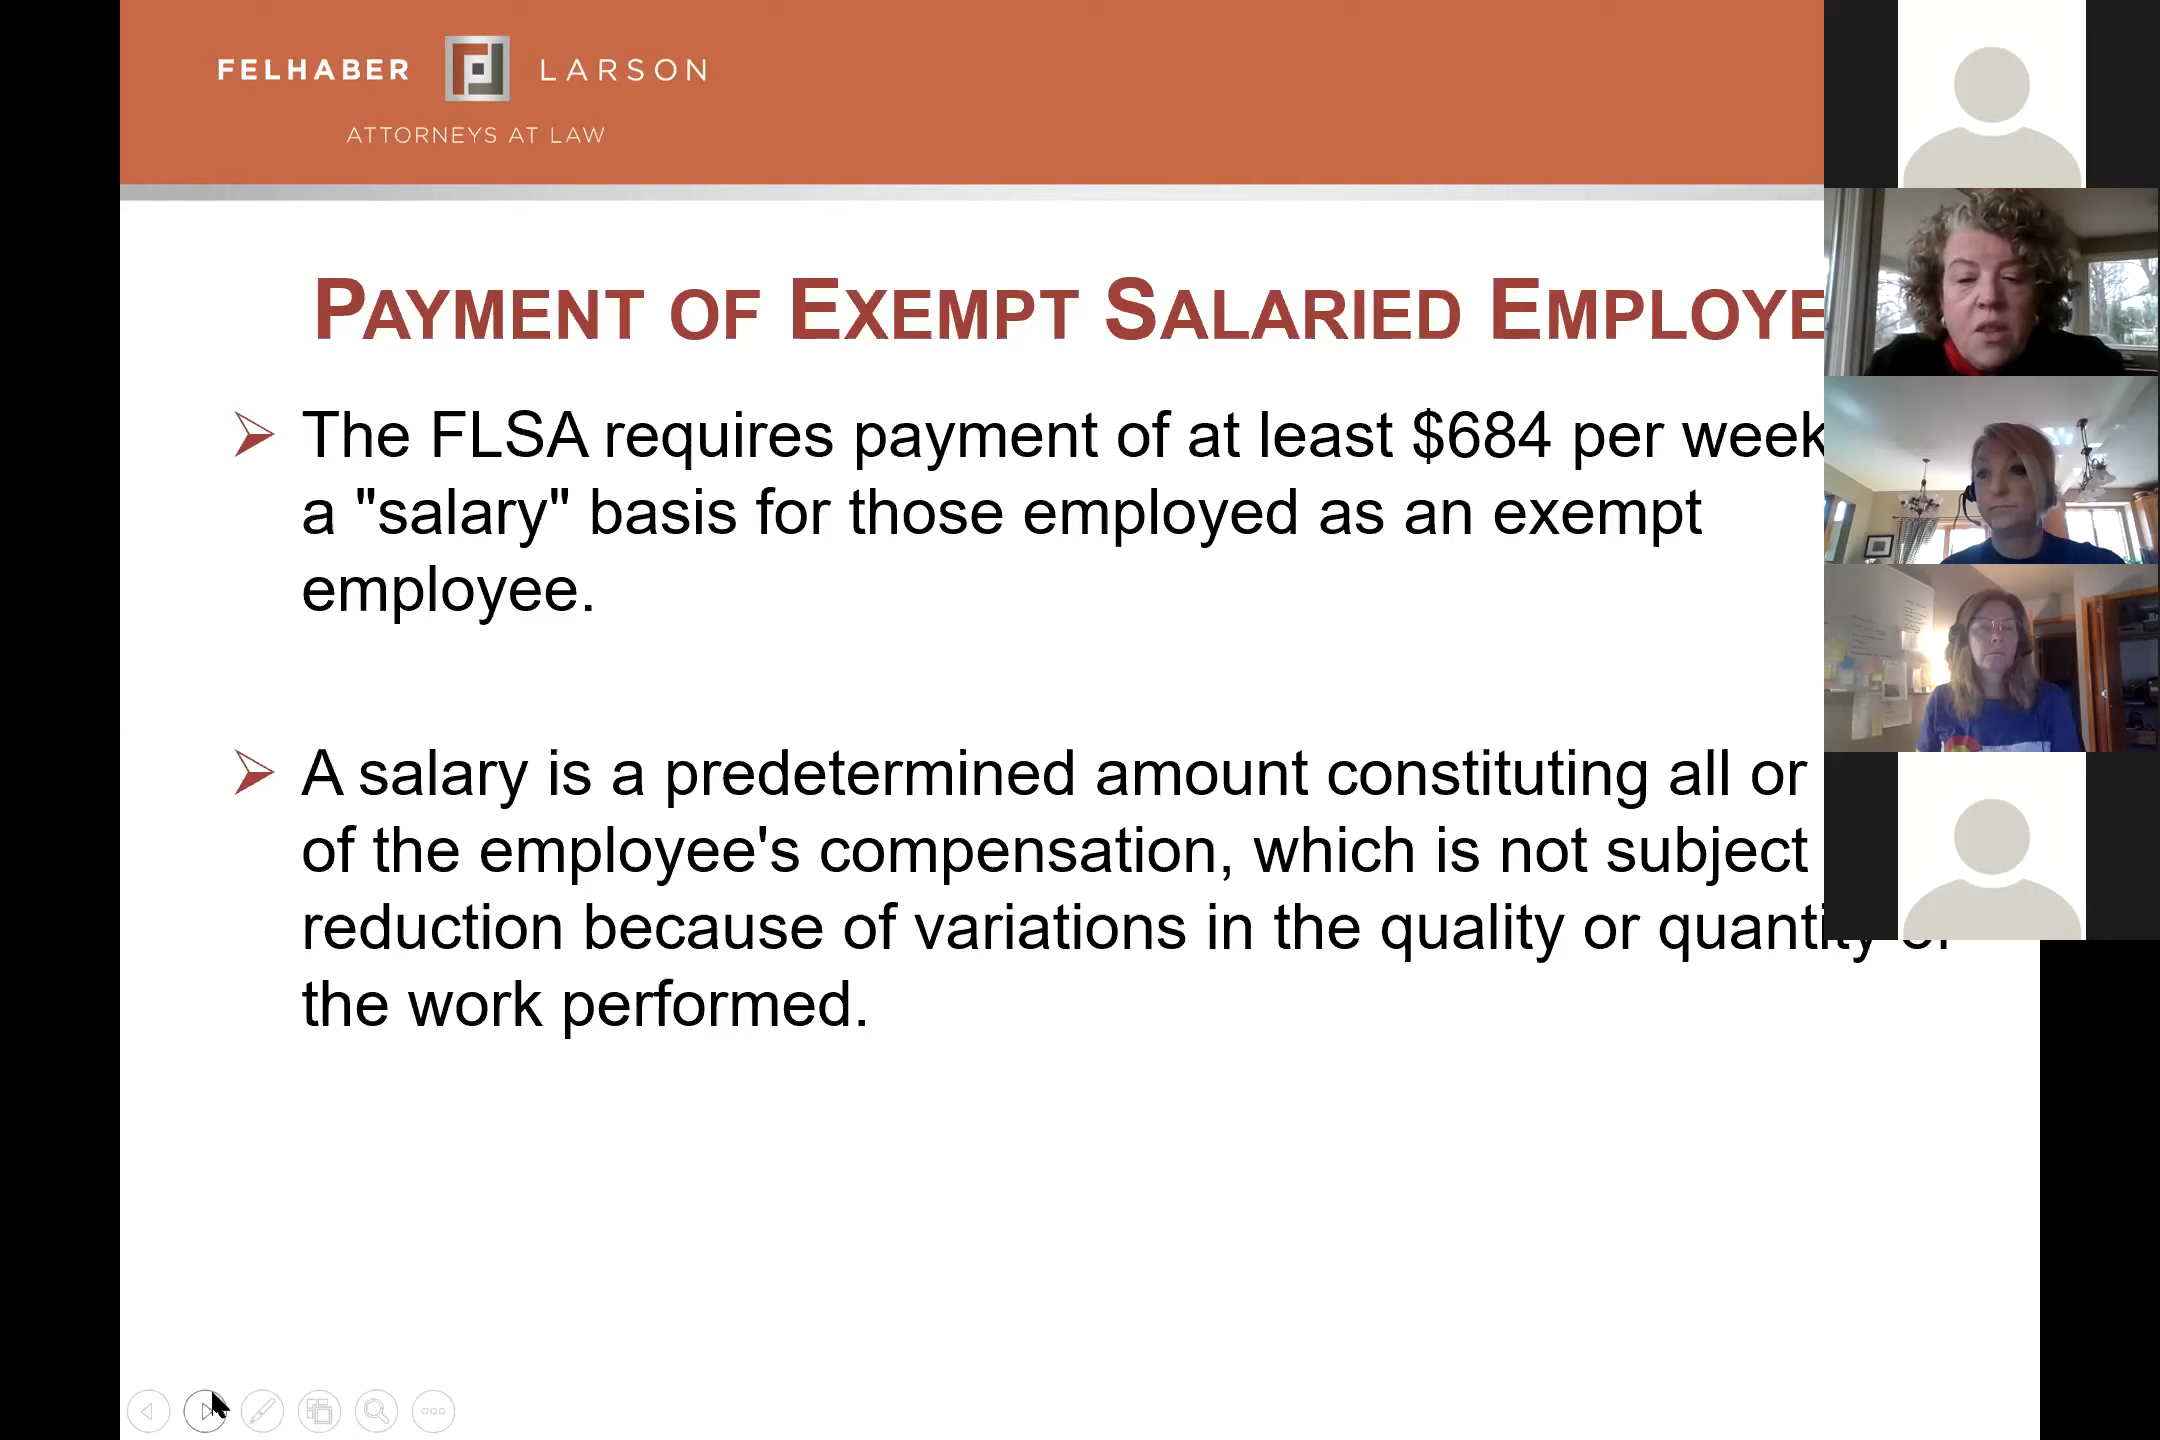 FELHABER LARSON
ATTORNEYS AT LAW
PAYMENT OF EXEMPT SALARIED EMPLOYE
The FLSA requires payment of at least $684 per week
a "salary" basis for those employed as an exempt
employee.
A salary is a predetermined amount constituting all or
of the employee's compensation, which is not subject
reduction because of variations in the quality or quantity of
the work performed.